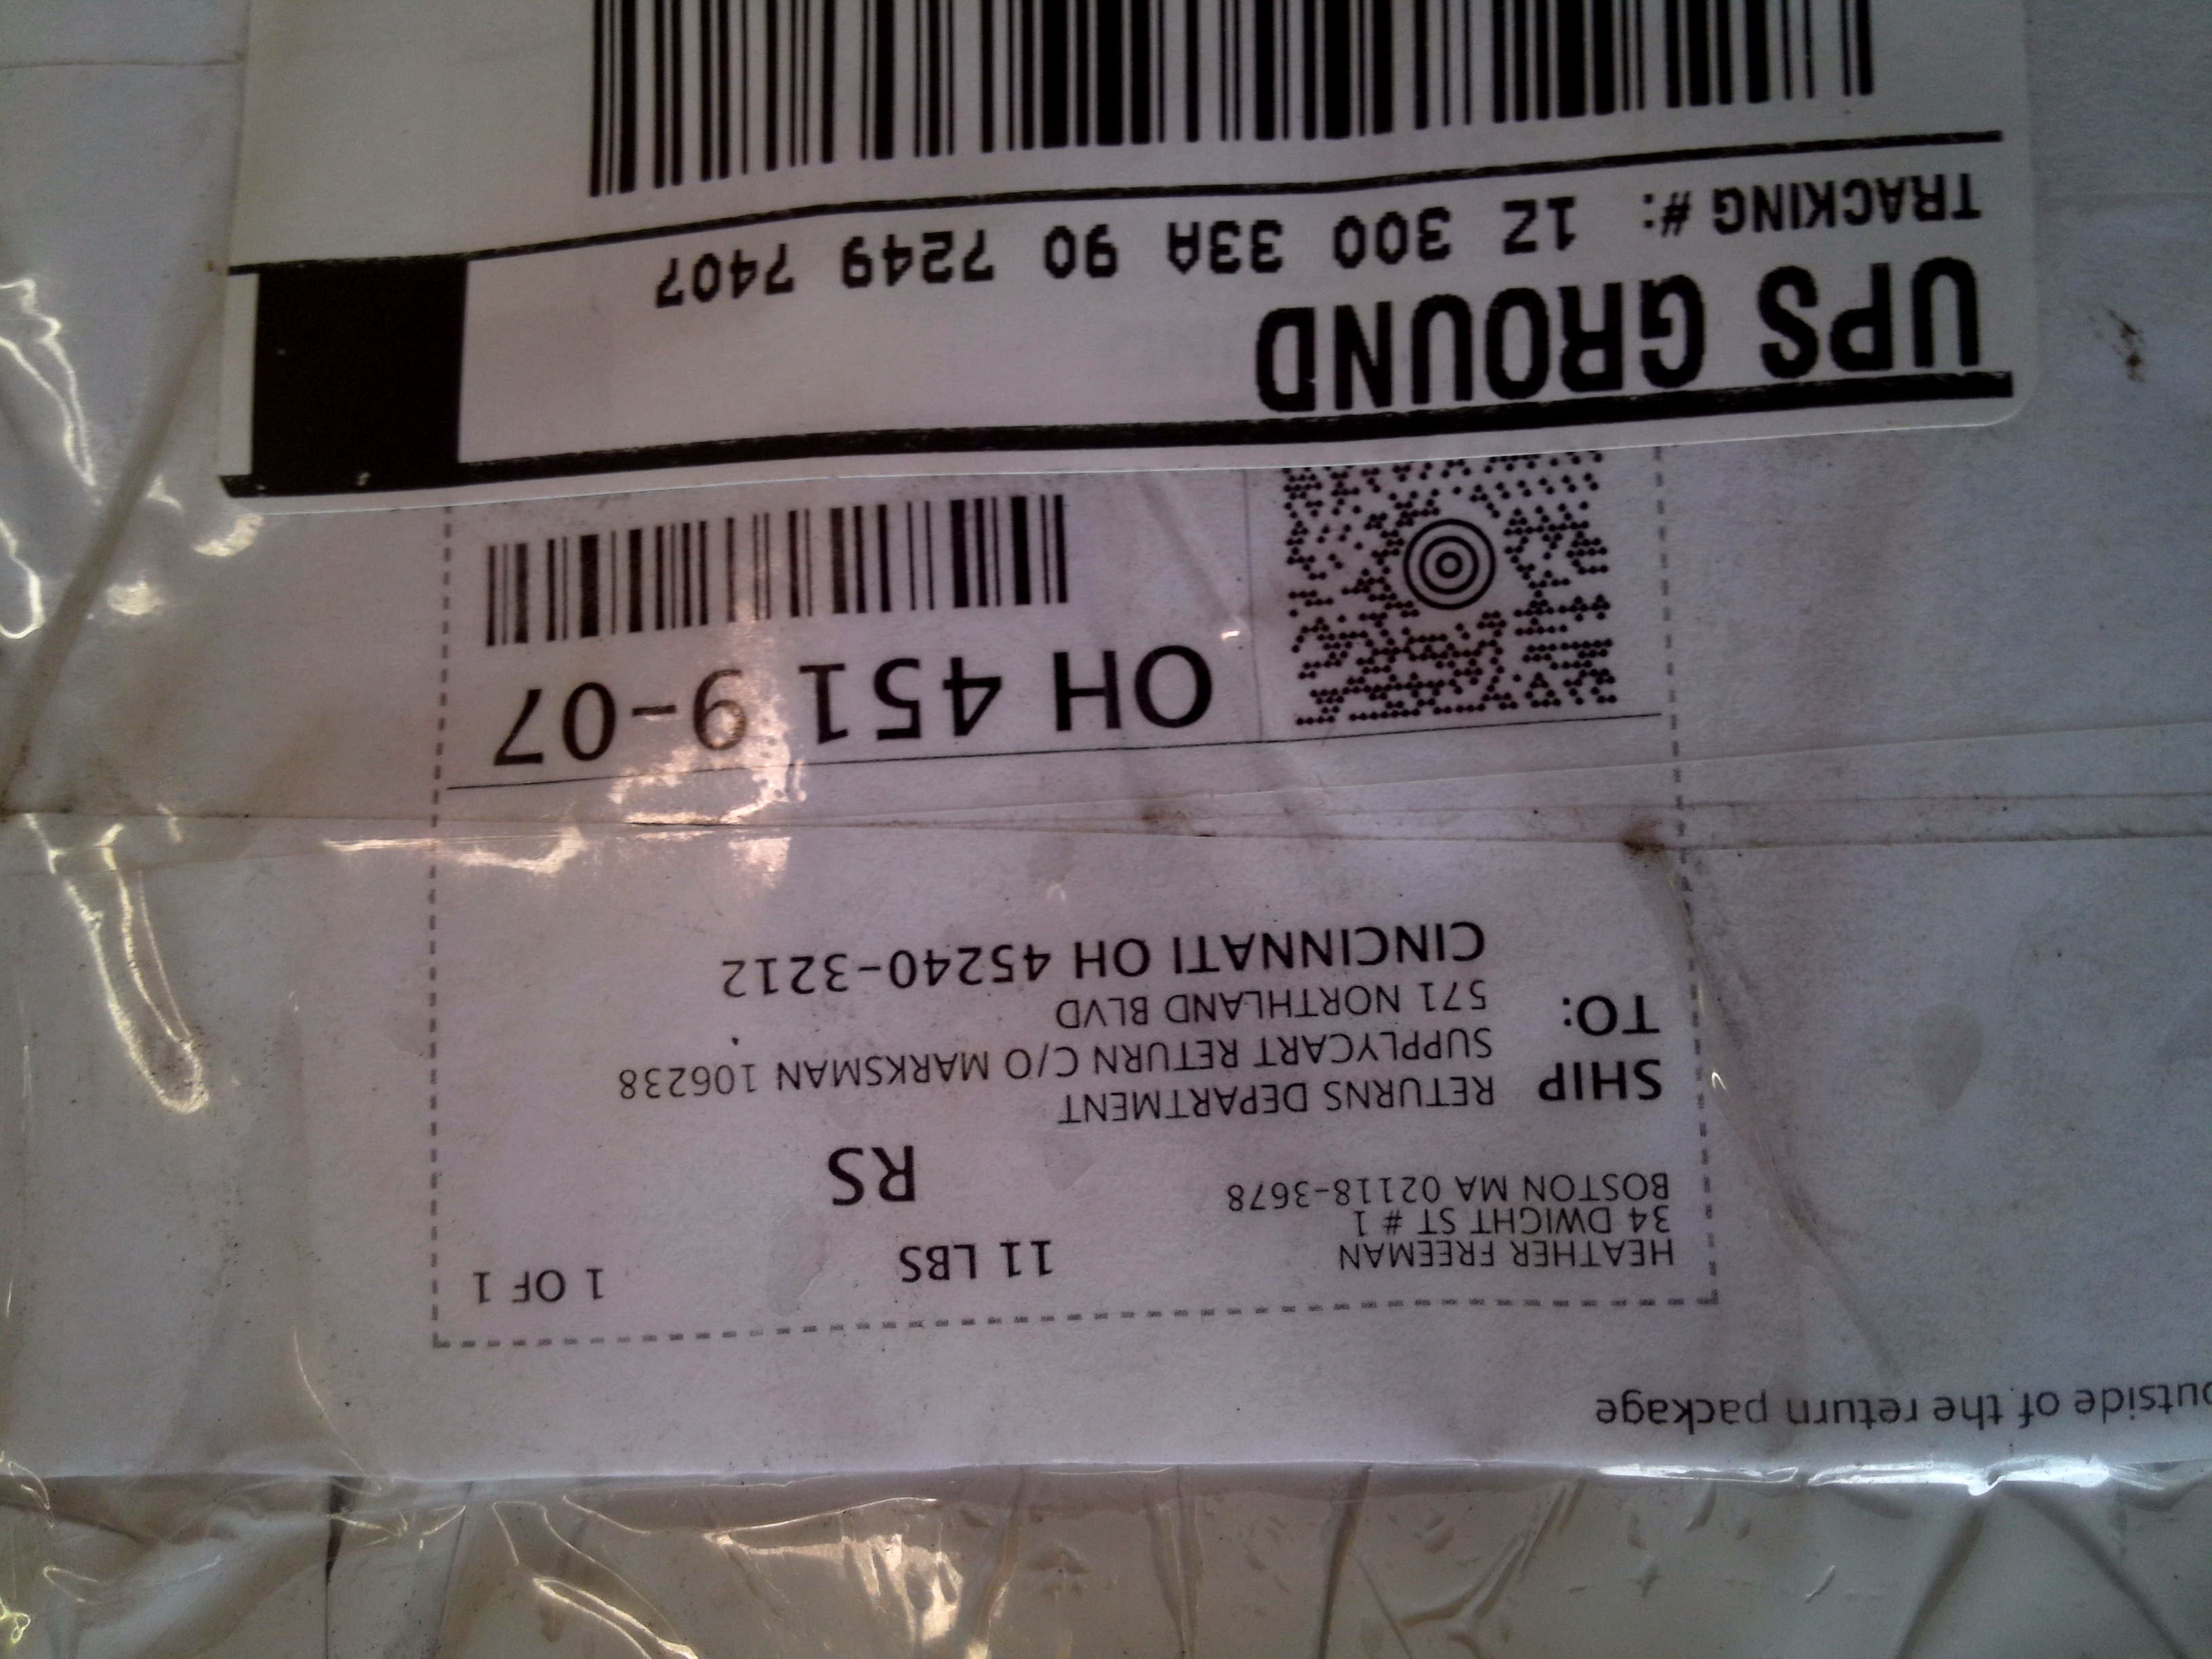 outside of the return package
HEATHER FREEMAN
34 DWIGHT ST # 1
BOSTON MA 02118-3678
11 LBS
1 OF 1
RS
SHIP TO:
RETURNS DEPARTMENT
SUPPLYCART RETURN C/O MARKSMAN 106238
571 NORTHLAND BLVD
CINCINNATI OH 45240-3212
OH 451 9-07
UPS GROUND
TRACKING #: 1Z 300 33A 90 7249 7407